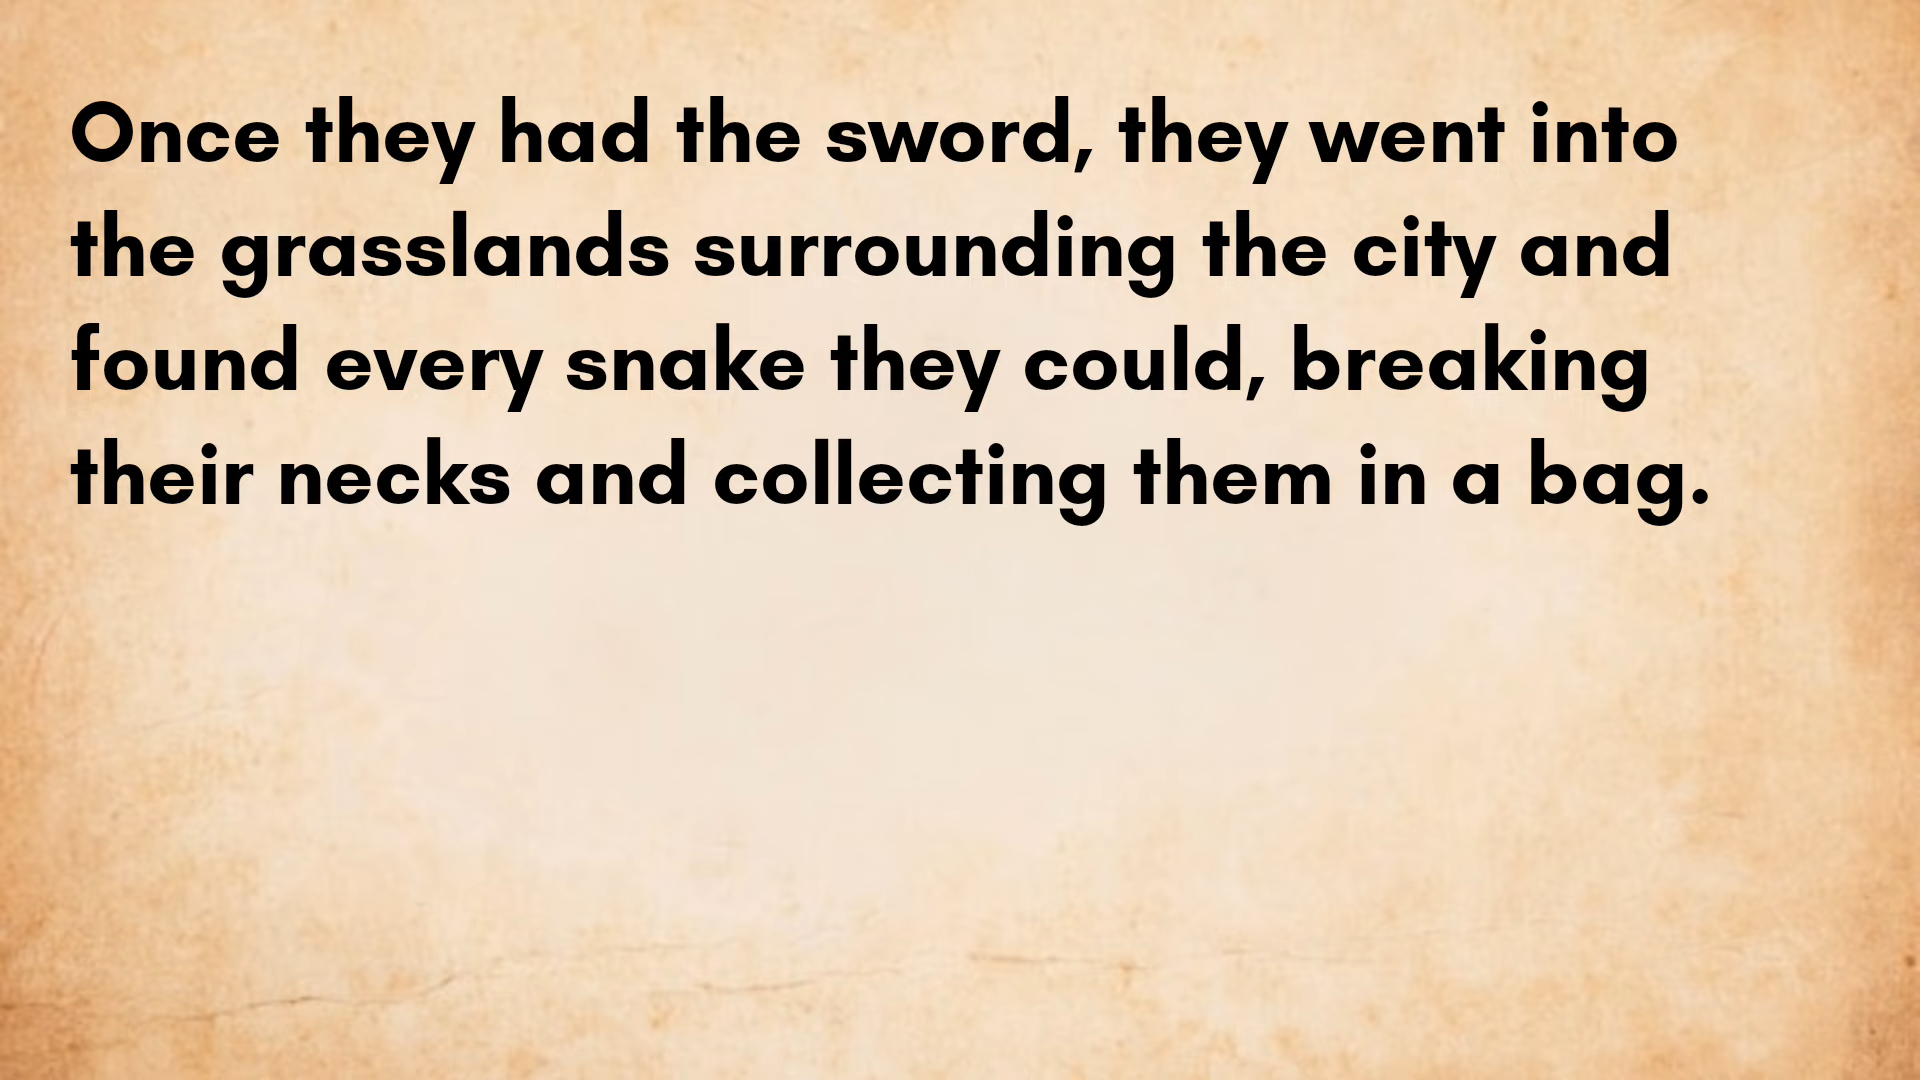 Once they had the sword, they went into
the grasslands surrounding the city and
found every snake they could, breaking
their necks and collecting them in a bag.